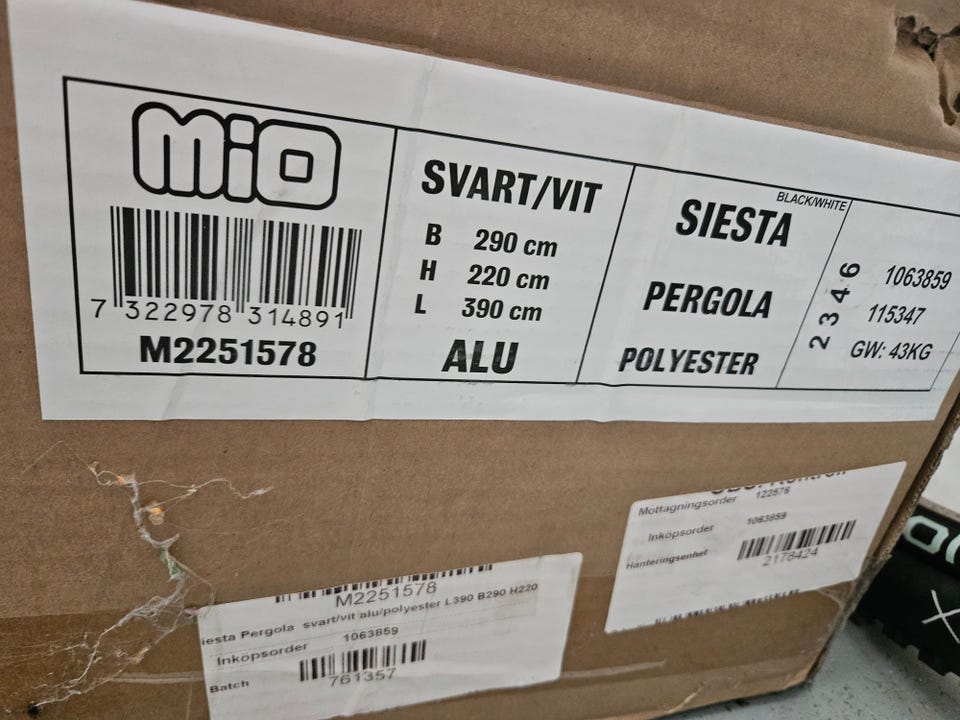 mio
7 322978 314891
M2251578
SVART/VIT
B 290 cm
H 220 cm
L 390 cm
ALU
BLACK/WHITE
SIESTA
PERGOLA
POLYESTER
2346
1063859
115347
GW: 43KG
Mottagningsorder 122576
Inköpsorder 1063859
Hanteringsenhet
2178424
M2251578
iesta Pergola svart/vit alu/polyester L390 B290 H220
Inköpsorder 1063859
Batch
761357